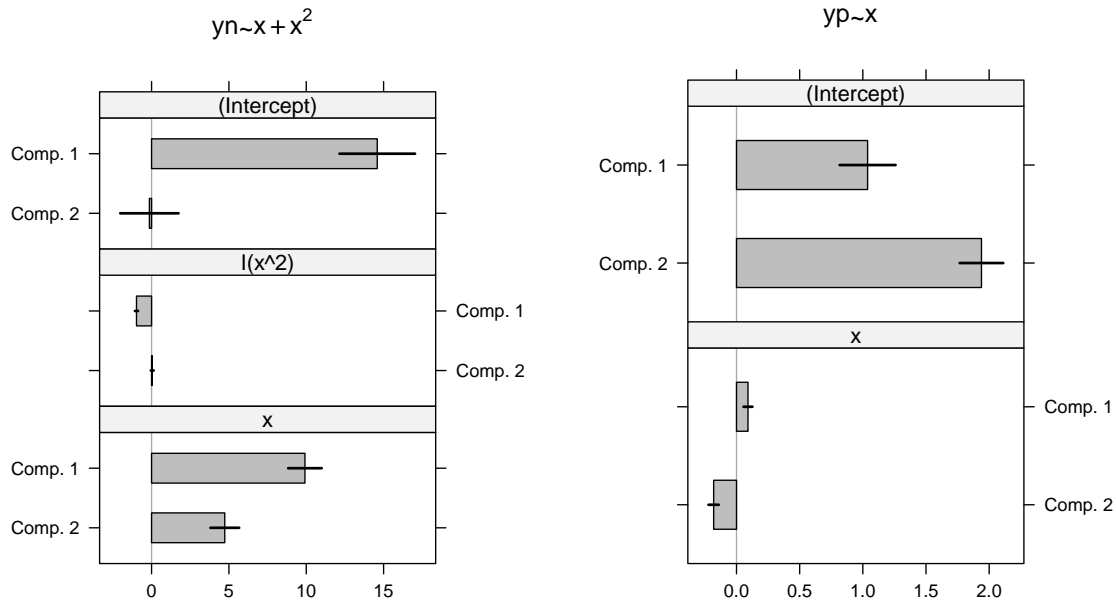 yn~x + x²
(Intercept)
Comp. 1
Comp. 2
I(x^2)
Comp. 1
Comp. 2
x
Comp. 1
Comp. 2
0 5 10 15
yp~x
(Intercept)
Comp. 1
Comp. 2
x
Comp. 1
Comp. 2
0.0 0.5 1.0 1.5 2.0